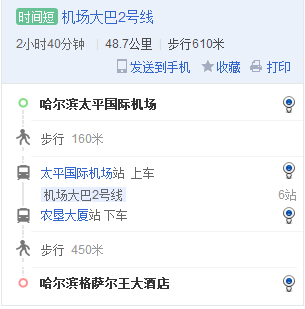 时间短 机场大巴2号线
2小时40分钟 48.7公里 步行610米
发送到手机 收藏 打印
哈尔滨太平国际机场
步行 160米
太平国际机场站 上车
机场大巴2号线 6站
农垦大厦站 下车
步行 450米
哈尔滨格萨尔王大酒店